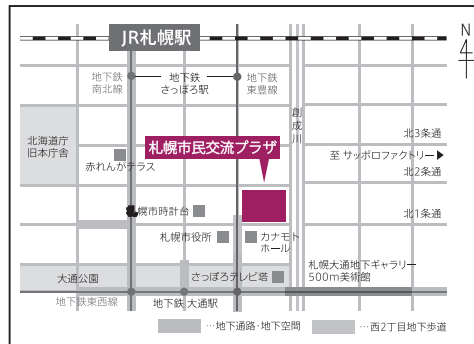 JR札幌駅
N
地下鉄
南北線
地下鉄
さっぽろ駅
地下鉄
東豊線
創成川
北海道庁
旧本庁舎
赤れんがテラス
札幌市民交流プラザ
北3条通
至 サッポロファクトリー
北2条通
札幌市時計台
北1条通
札幌市役所
カナモト
ホール
大通公園
さっぽろテレビ塔
札幌大通地下ギャラリー
500m美術館
地下鉄東西線
地下鉄 大通駅
…地下通路・地下空間
…西2丁目地下歩道